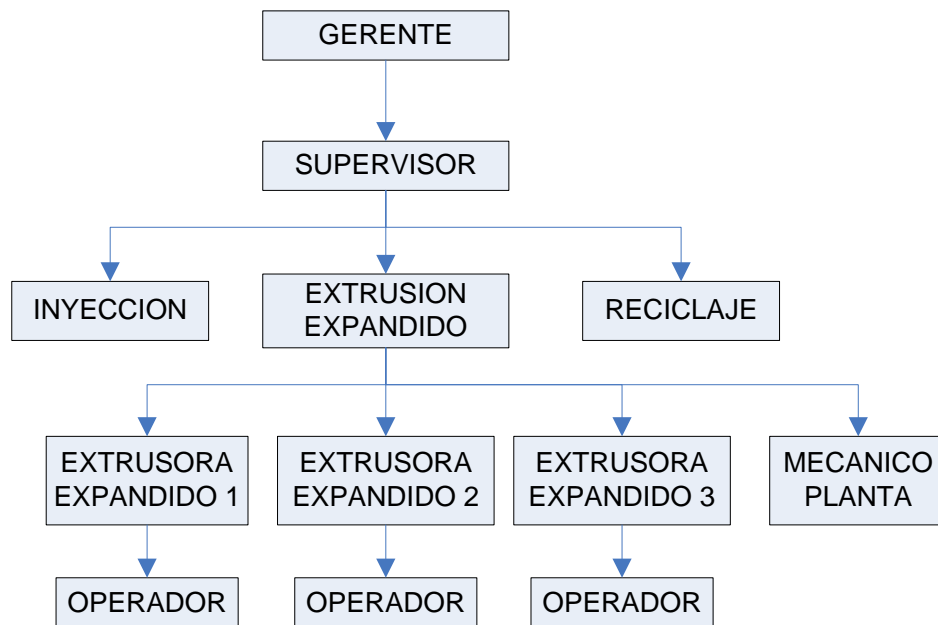 GERENTE
SUPERVISOR
INYECCION
EXTRUSION
EXPANDIDO
RECICLAJE
EXTRUSORA
EXPANDIDO 1
EXTRUSORA
EXPANDIDO 2
EXTRUSORA
EXPANDIDO 3
MECANICO
PLANTA
OPERADOR
OPERADOR
OPERADOR